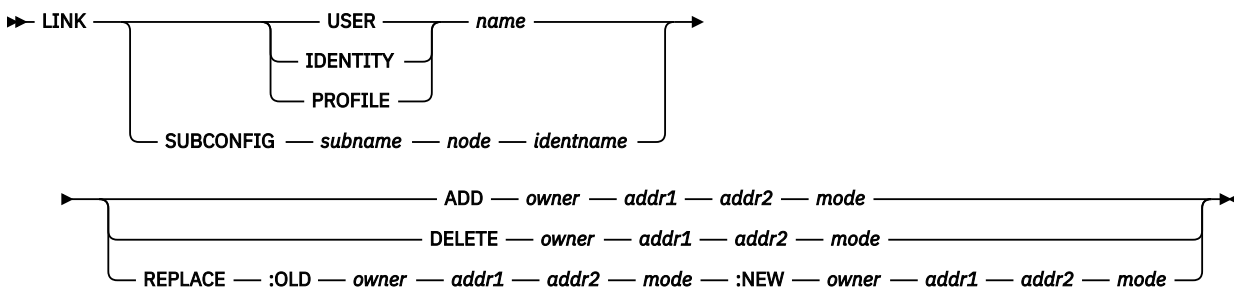 LINK USER name
IDENTITY
PROFILE
SUBCONFIG subname node identname
ADD owner addr1 addr2 mode
DELETE owner addr1 addr2 mode
REPLACE :OLD owner addr1 addr2 mode :NEW owner addr1 addr2 mode